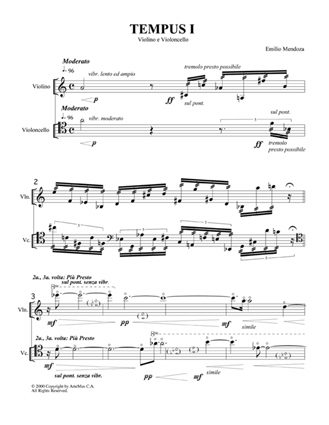 TEMPUS I
Violino e Violoncello
Emilio Mendoza
Moderato
tremolo presto possibile
= 96
vibr. lento ed ampio
Violino
p
ff
sul pont.
Moderato
= 96
vibr. moderato
sul pont.
Violoncello
p
ff
tremolo
presto possibile
2
Vln.
Vc.
2a., 3a. volta: Più Presto
sul pont. senza vibr.
3
Vln.
mf
pp
mf
simile
2a., 3a. volta: Più Presto
Vc.
mf
pp
mf
sul pont. senza vibr.
simile
© 2000 Copyright by ArteMus C.A.
All Rights Reserved